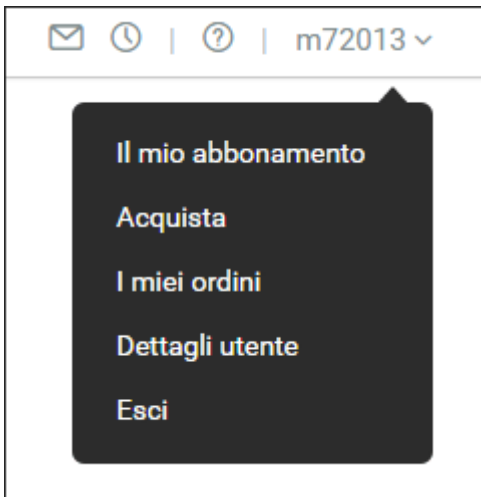 | | m72013
Il mio abbonamento
Acquista
I miei ordini
Dettagli utente
Esci